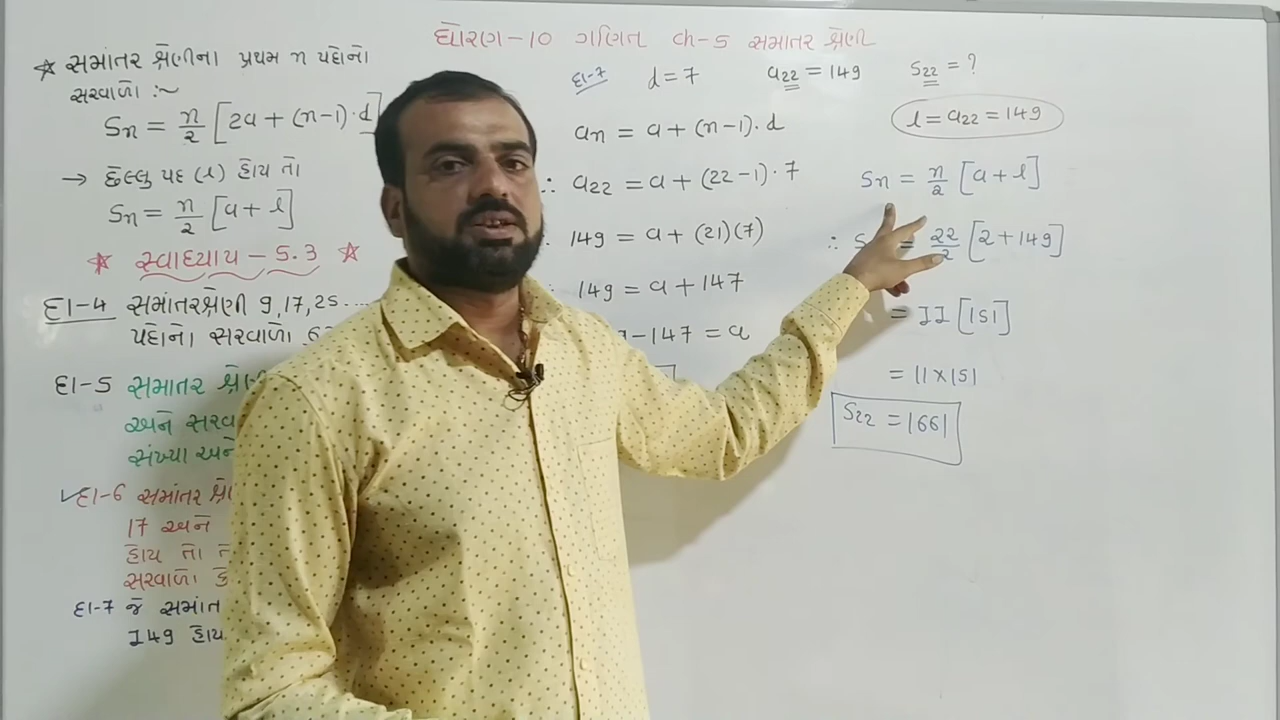 ધોરણ-10 ગણિત ch-5 સમાતર શ્રેણી
☆ સમાંતર શ્રેણીના પ્રથમ n પદોનો
સરવાળો :~
Sn = n/2 [2a + (n-1)·d]
→ છેલ્લુ પદ (l) હોય તો
Sn = n/2 [a + l]
* સ્વાધ્યાય - 5.3 *
દા-4 સમાંતરશ્રેણી 9, 17, 25 ....
પદોનો સરવાળો
દા-5 સમાતર
અને
સંખ્યા
✓દા-6 સમાંતર
17 અને
હોય તો
સરવાળો
દા-7 જે
149 હોય
દા-7 d = 7 a22 = 149 S22 = ?
an = a + (n-1)·d
∴ a22 = a + (22-1)·7
∴ 149 = a + (21)(7)
149 = a + 147
-147 = a
l = a22 = 149
Sn = n/2 [a + l]
∴ S = 22/2 [2 + 149]
= 11 [151]
= 11 × 151
S22 = 1661